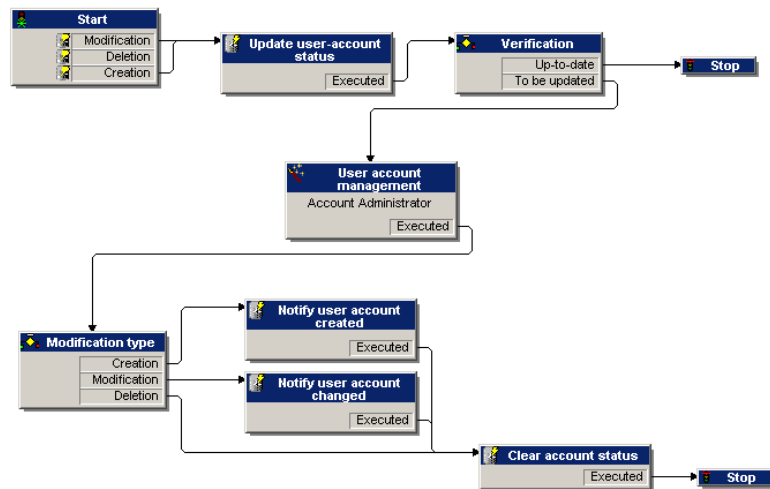 Start
Modification
Deletion
Creation
Update user-account
status
Executed
Verification
Up-to-date
To be updated
Stop
User account
management
Account Administrator
Executed
Modification type
Creation
Modification
Deletion
Notify user account
created
Executed
Notify user account
changed
Executed
Clear account status
Executed
Stop